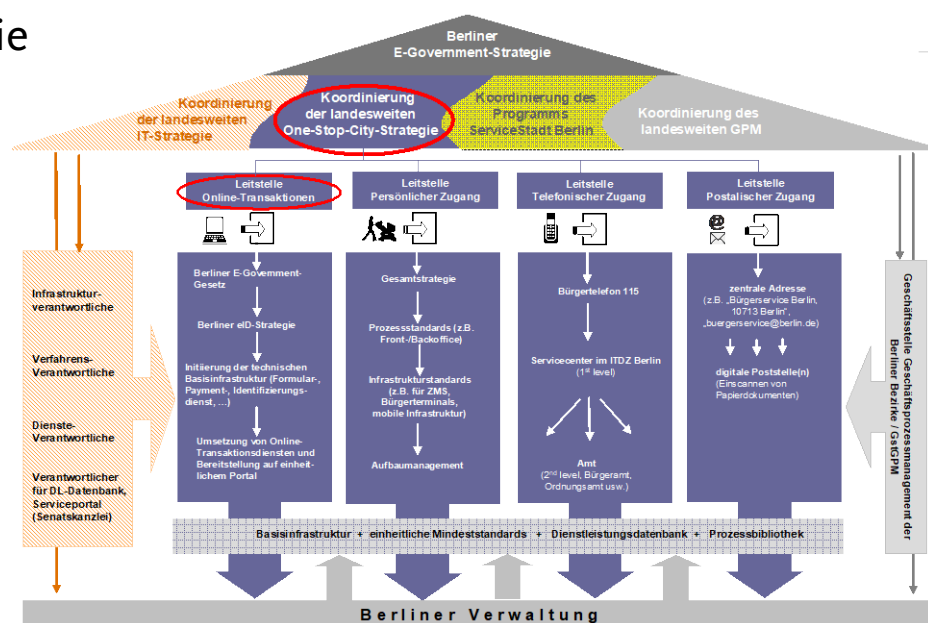 ie
Berliner
E-Government-Strategie
Koordinierung
der landesweiten
IT-Strategie
Koordinierung
der landesweiten
One-Stop-City-Strategie
Koordinierung des
Programms
ServiceStadt Berlin
Koordinierung des
landesweiten GPM
Leitstelle
Online-Transaktionen
Leitstelle
Persönlicher Zugang
Leitstelle
Telefonischer Zugang
Leitstelle
Postalischer Zugang
Infrastruktur-
verantwortliche
Verfahrens-
Verantwortliche
Dienste-
Verantwortliche
Verantwortlicher
für DL-Datenbank,
Serviceportal
(Senatskanzlei)
Berliner E-Government-
Gesetz
Berliner eID-Strategie
Initiierung der technischen
Basisinfrastruktur (Formular-,
Payment-, Identifizierungs-
dienst, ...)
Umsetzung von Online-
Transaktionsdiensten und
Bereitstellung auf einheit-
lichem Portal
Gesamtstrategie
Prozessstandards (z.B.
Front-/Backoffice)
Infrastrukturstandards
(z.B. für ZMS,
Bürgerterminals,
mobile Infrastruktur)
Aufbaumanagement
Bürgertelefon 115
Servicecenter im ITDZ Berlin
(1st level)
Amt
(2nd level, Bürgeramt,
Ordnungsamt usw.)
@
zentrale Adresse
(z.B. „Bürgerservice Berlin,
10713 Berlin“,
„buergerservice@berlin.de)
digitale Poststelle(n)
(Einscannen von
Papierdokumenten)
Geschäftsstelle Geschäftsprozessmanagement der
Berliner Bezirke / GstGPM
Basisinfrastruktur + einheitliche Mindeststandards + Dienstleistungsdatenbank + Prozessbibliothek
Berliner Verwaltung